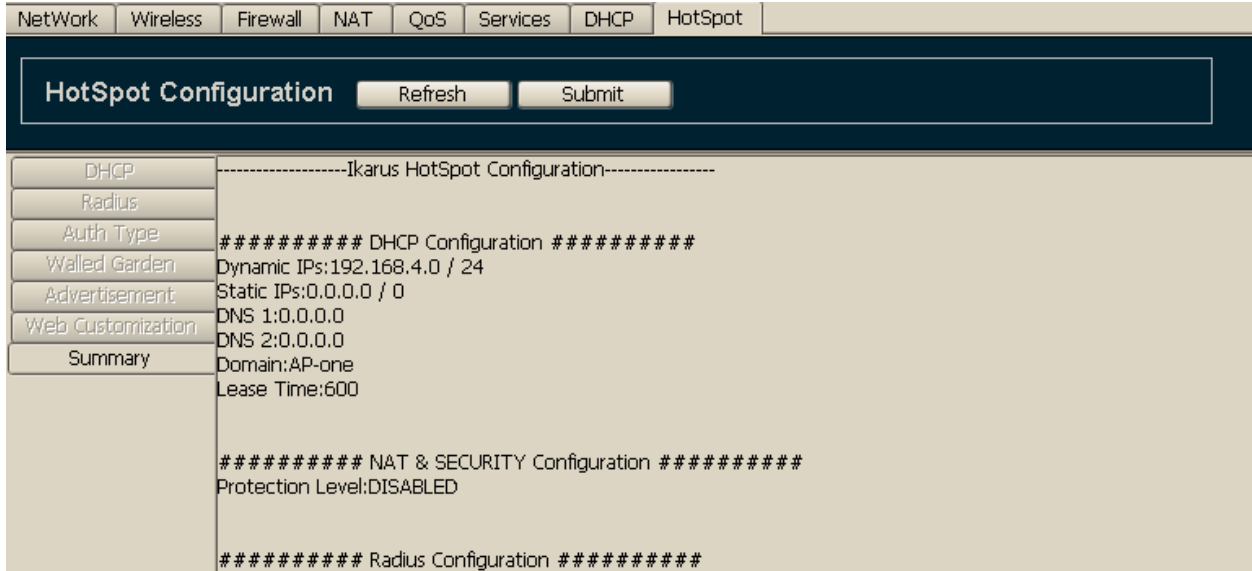 NetWork Wireless Firewall NAT QoS Services DHCP HotSpot
HotSpot Configuration Refresh Submit
DHCP
Radius
Auth Type
Walled Garden
Advertisement
Web Customization
Summary
--------------------Ikarus HotSpot Configuration-----------------
########## DHCP Configuration ##########
Dynamic IPs:192.168.4.0 / 24
Static IPs:0.0.0.0 / 0
DNS 1:0.0.0.0
DNS 2:0.0.0.0
Domain:AP-one
Lease Time:600
########## NAT & SECURITY Configuration ##########
Protection Level:DISABLED
########## Radius Configuration ##########